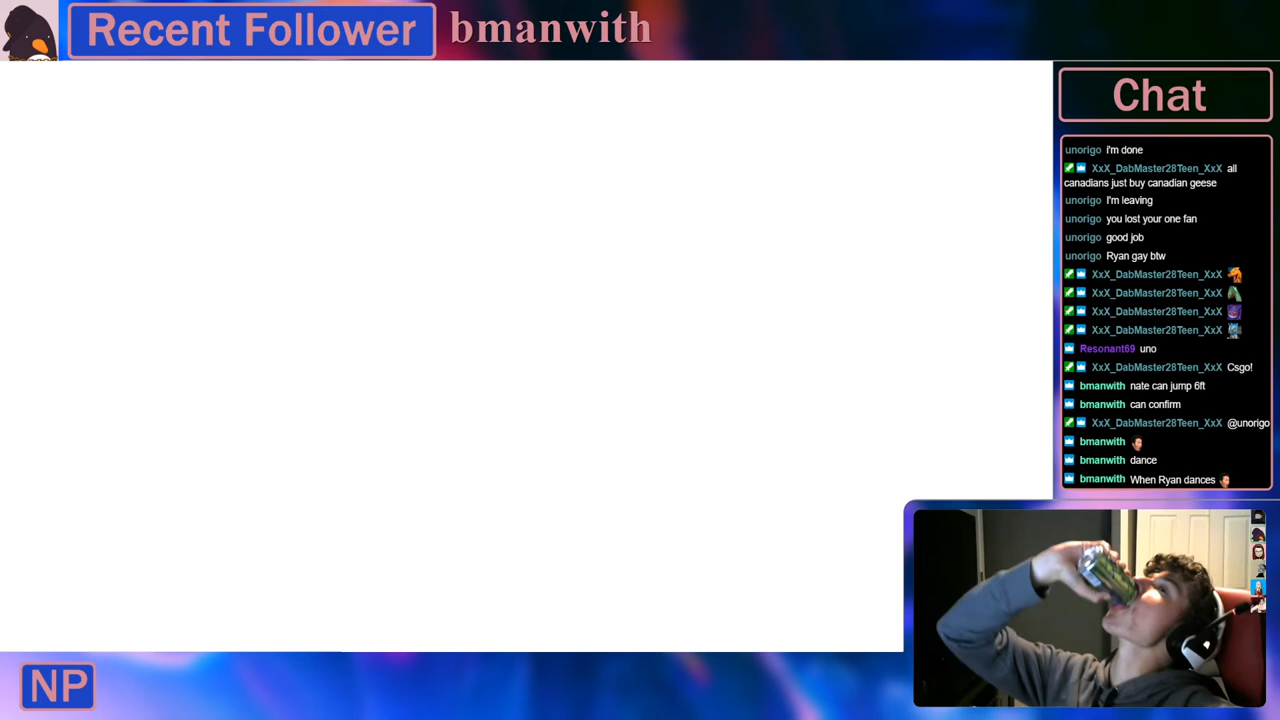 Recent Follower bmanwith
Chat
unorigo I'm done
XxX_DabMaster28Teen_XxX all
canadians just buy canadian geese
unorigo I'm leaving
unorigo you lost your one fan
unorigo good job
unorigo Ryan gay btw
XxX_DabMaster28Teen_XxX
XxX_DabMaster28Teen_XxX
XxX_DabMaster28Teen_XxX
XxX_DabMaster28Teen_XxX
Resonant69 uno
XxX_DabMaster28Teen_XxX Csgo!
bmanwith nate can jump 6ft
bmanwith can confirm
XxX_DabMaster28Teen_XxX @unorigo
bmanwith
bmanwith dance
bmanwith When Ryan dances
NP